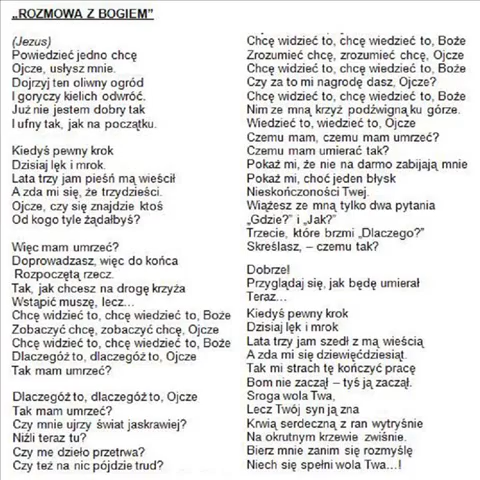 „ROZMOWA Z BOGIEM”
(Jezus)
Powiedzieć jedno chcę
Ojcze, usłysz mnie.
Dojrzyj ten oliwny ogród
I goryczy kielich odwróć.
Już nie jestem dobry tak
I ufny tak, jak na początku.
Kiedyś pewny krok
Dzisiaj lęk i mrok.
Lata trzy jam pieśń mą wieścił
A zda mi się, że trzydzieści.
Ojcze, czy się znajdzie ktoś
Od kogo tyle żądałbyś?
Więc mam umrzeć?
Doprowadzasz, więc do końca
Rozpoczętą rzecz.
Tak, jak chcesz na drogę krzyża
Wstąpić muszę, lecz...
Chcę widzieć to, chcę wiedzieć to, Boże
Zobaczyć chcę, zobaczyć chcę, Ojcze
Chcę widzieć to, chcę wiedzieć to, Boże
Dlaczegóż to, dlaczegóż to, Ojcze
Tak mam umrzeć?
Dlaczegóż to, dlaczegóż to, Ojcze
Tak mam umrzeć?
Czy mnie ujrzy świat jaskrawiej?
Niźli teraz tu?
Czy me dzieło przetrwa?
Czy też na nic pójdzie trud?
Chcę widzieć to, chcę wiedzieć to, Boże
Zrozumieć chcę, zrozumieć chcę, Ojcze
Chcę widzieć to, chcę wiedzieć to, Boże
Czy za to mi nagrodę dasz, Ojcze?
Chcę widzieć to, chcę wiedzieć to, Boże
Nim ze mną krzyż podźwigną ku górze.
Wiedzieć to, wiedzieć to, Ojcze
Czemu mam, czemu mam umrzeć?
Czemu mam umierać tak?
Pokaż mi, że nie na darmo zabijają mnie
Pokaż mi, choć jeden błysk
Nieskończoności Twej.
Wiążesz ze mną tylko dwa pytania
„Gdzie?” i „Jak?”
Trzecie, które brzmi „Dlaczego?”
Skreślasz, – czemu tak?
Dobrze!
Przyglądaj się, jak będę umierał
Teraz...
Kiedyś pewny krok
Dzisiaj lęk i mrok
Lata trzy jam szedł z mą wieścią
A zda mi się dziewięćdziesiąt.
Tak mi strach tę kończyć pracę
Bom nie zaczął – tyś ją zaczął.
Sroga wola Twa,
Lecz Twój syn ją zna
Krwią serdeczną z ran wytryśnie
Na okrutnym krzewie zwiśnie.
Bierz mnie zanim się rozmyślę
Niech się spełni wola Twa...!